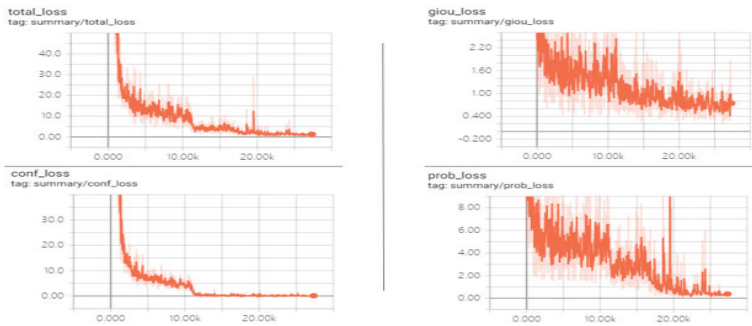 total_loss
tag: summary/total_loss
40.0
30.0
20.0
10.0
0.00
0.000 10.00k 20.00k
giou_loss
tag: summary/giou_loss
2.20
1.60
1.00
0.400
-0.200
0.000 10.00k 20.00k
conf_loss
tag: summary/conf_loss
30.0
20.0
10.0
0.00
0.000 10.00k 20.00k
prob_loss
tag: summary/prob_loss
8.00
6.00
4.00
2.00
0.00
0.000 10.00k 20.00k